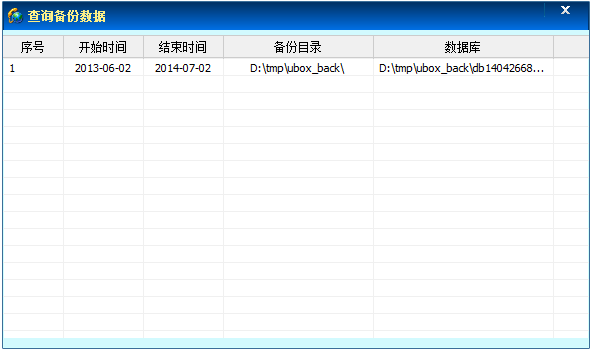 查询备份数据 X
序号 开始时间 结束时间 备份目录 数据库
1 2013-06-02 2014-07-02 D:\tmp\ubox_back\ D:\tmp\ubox_back\db14042668...